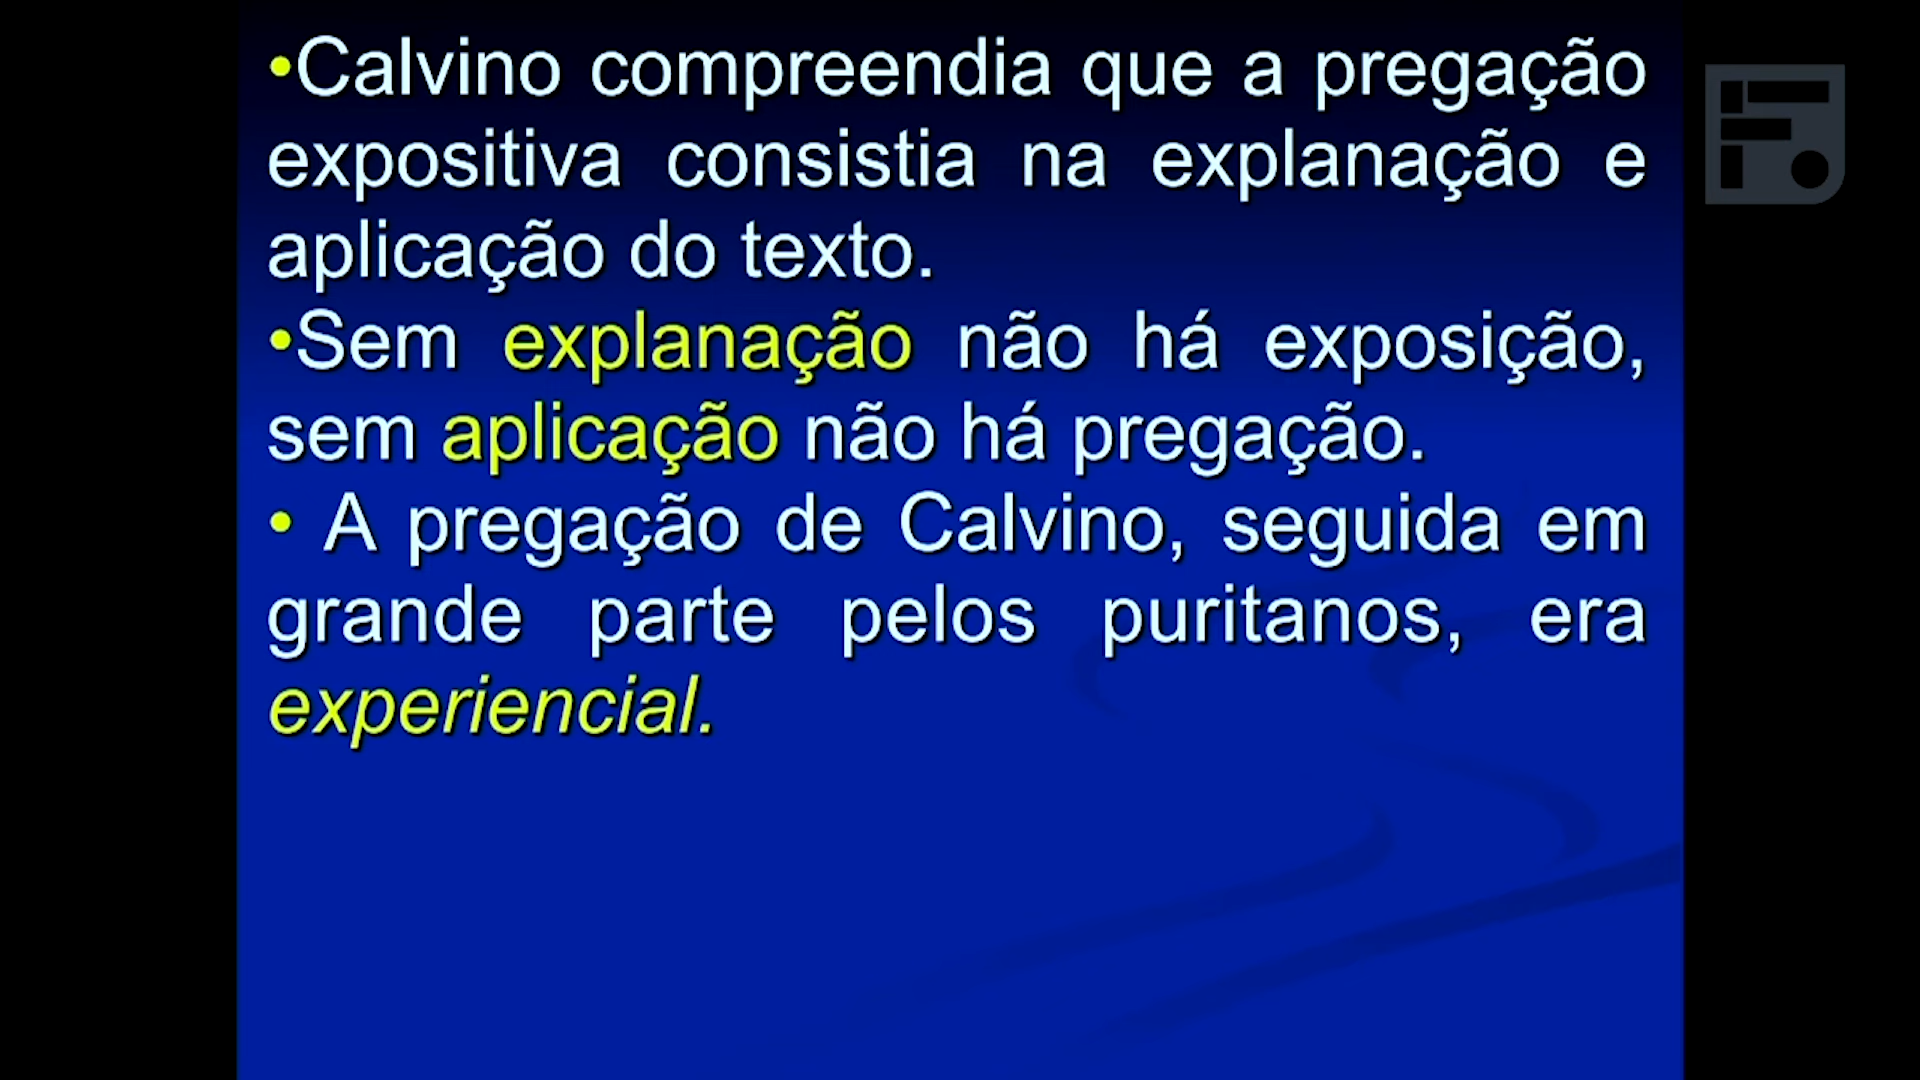 •Calvino compreendia que a pregação
expositiva consistia na explanação e
aplicação do texto.
•Sem explanação não há exposição,
sem aplicação não há pregação.
• A pregação de Calvino, seguida em
grande parte pelos puritanos, era
experiencial.